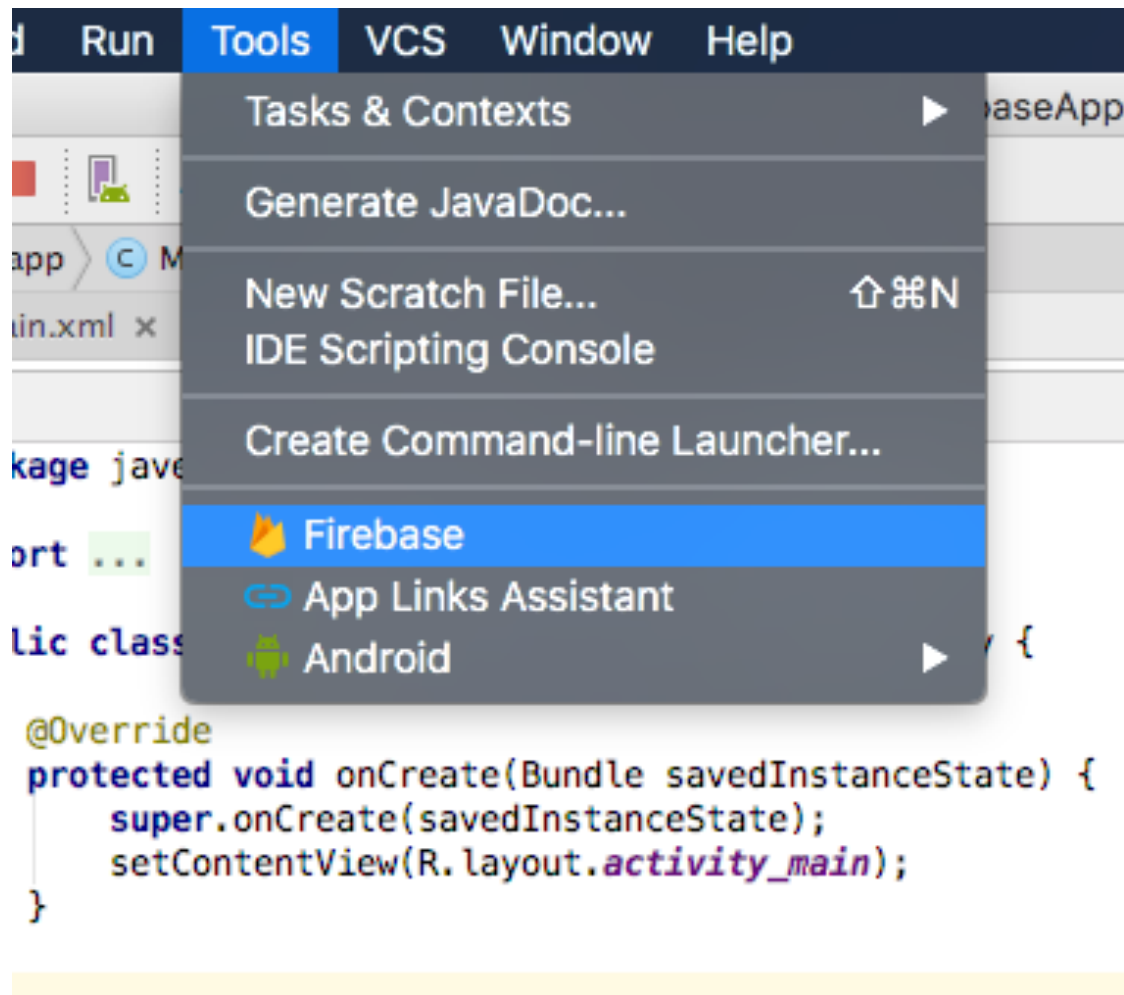 d Run Tools VCS Window Help
Tasks & Contexts
baseApp
Generate JavaDoc...
app C M
New Scratch File... ⇧⌘N
in.xml ×
IDE Scripting Console
Create Command-line Launcher...
kage jave
Firebase
ort ...
App Links Assistant
lic class y {
Android
@Override
protected void onCreate(Bundle savedInstanceState) {
super.onCreate(savedInstanceState);
setContentView(R.layout.activity_main);
}